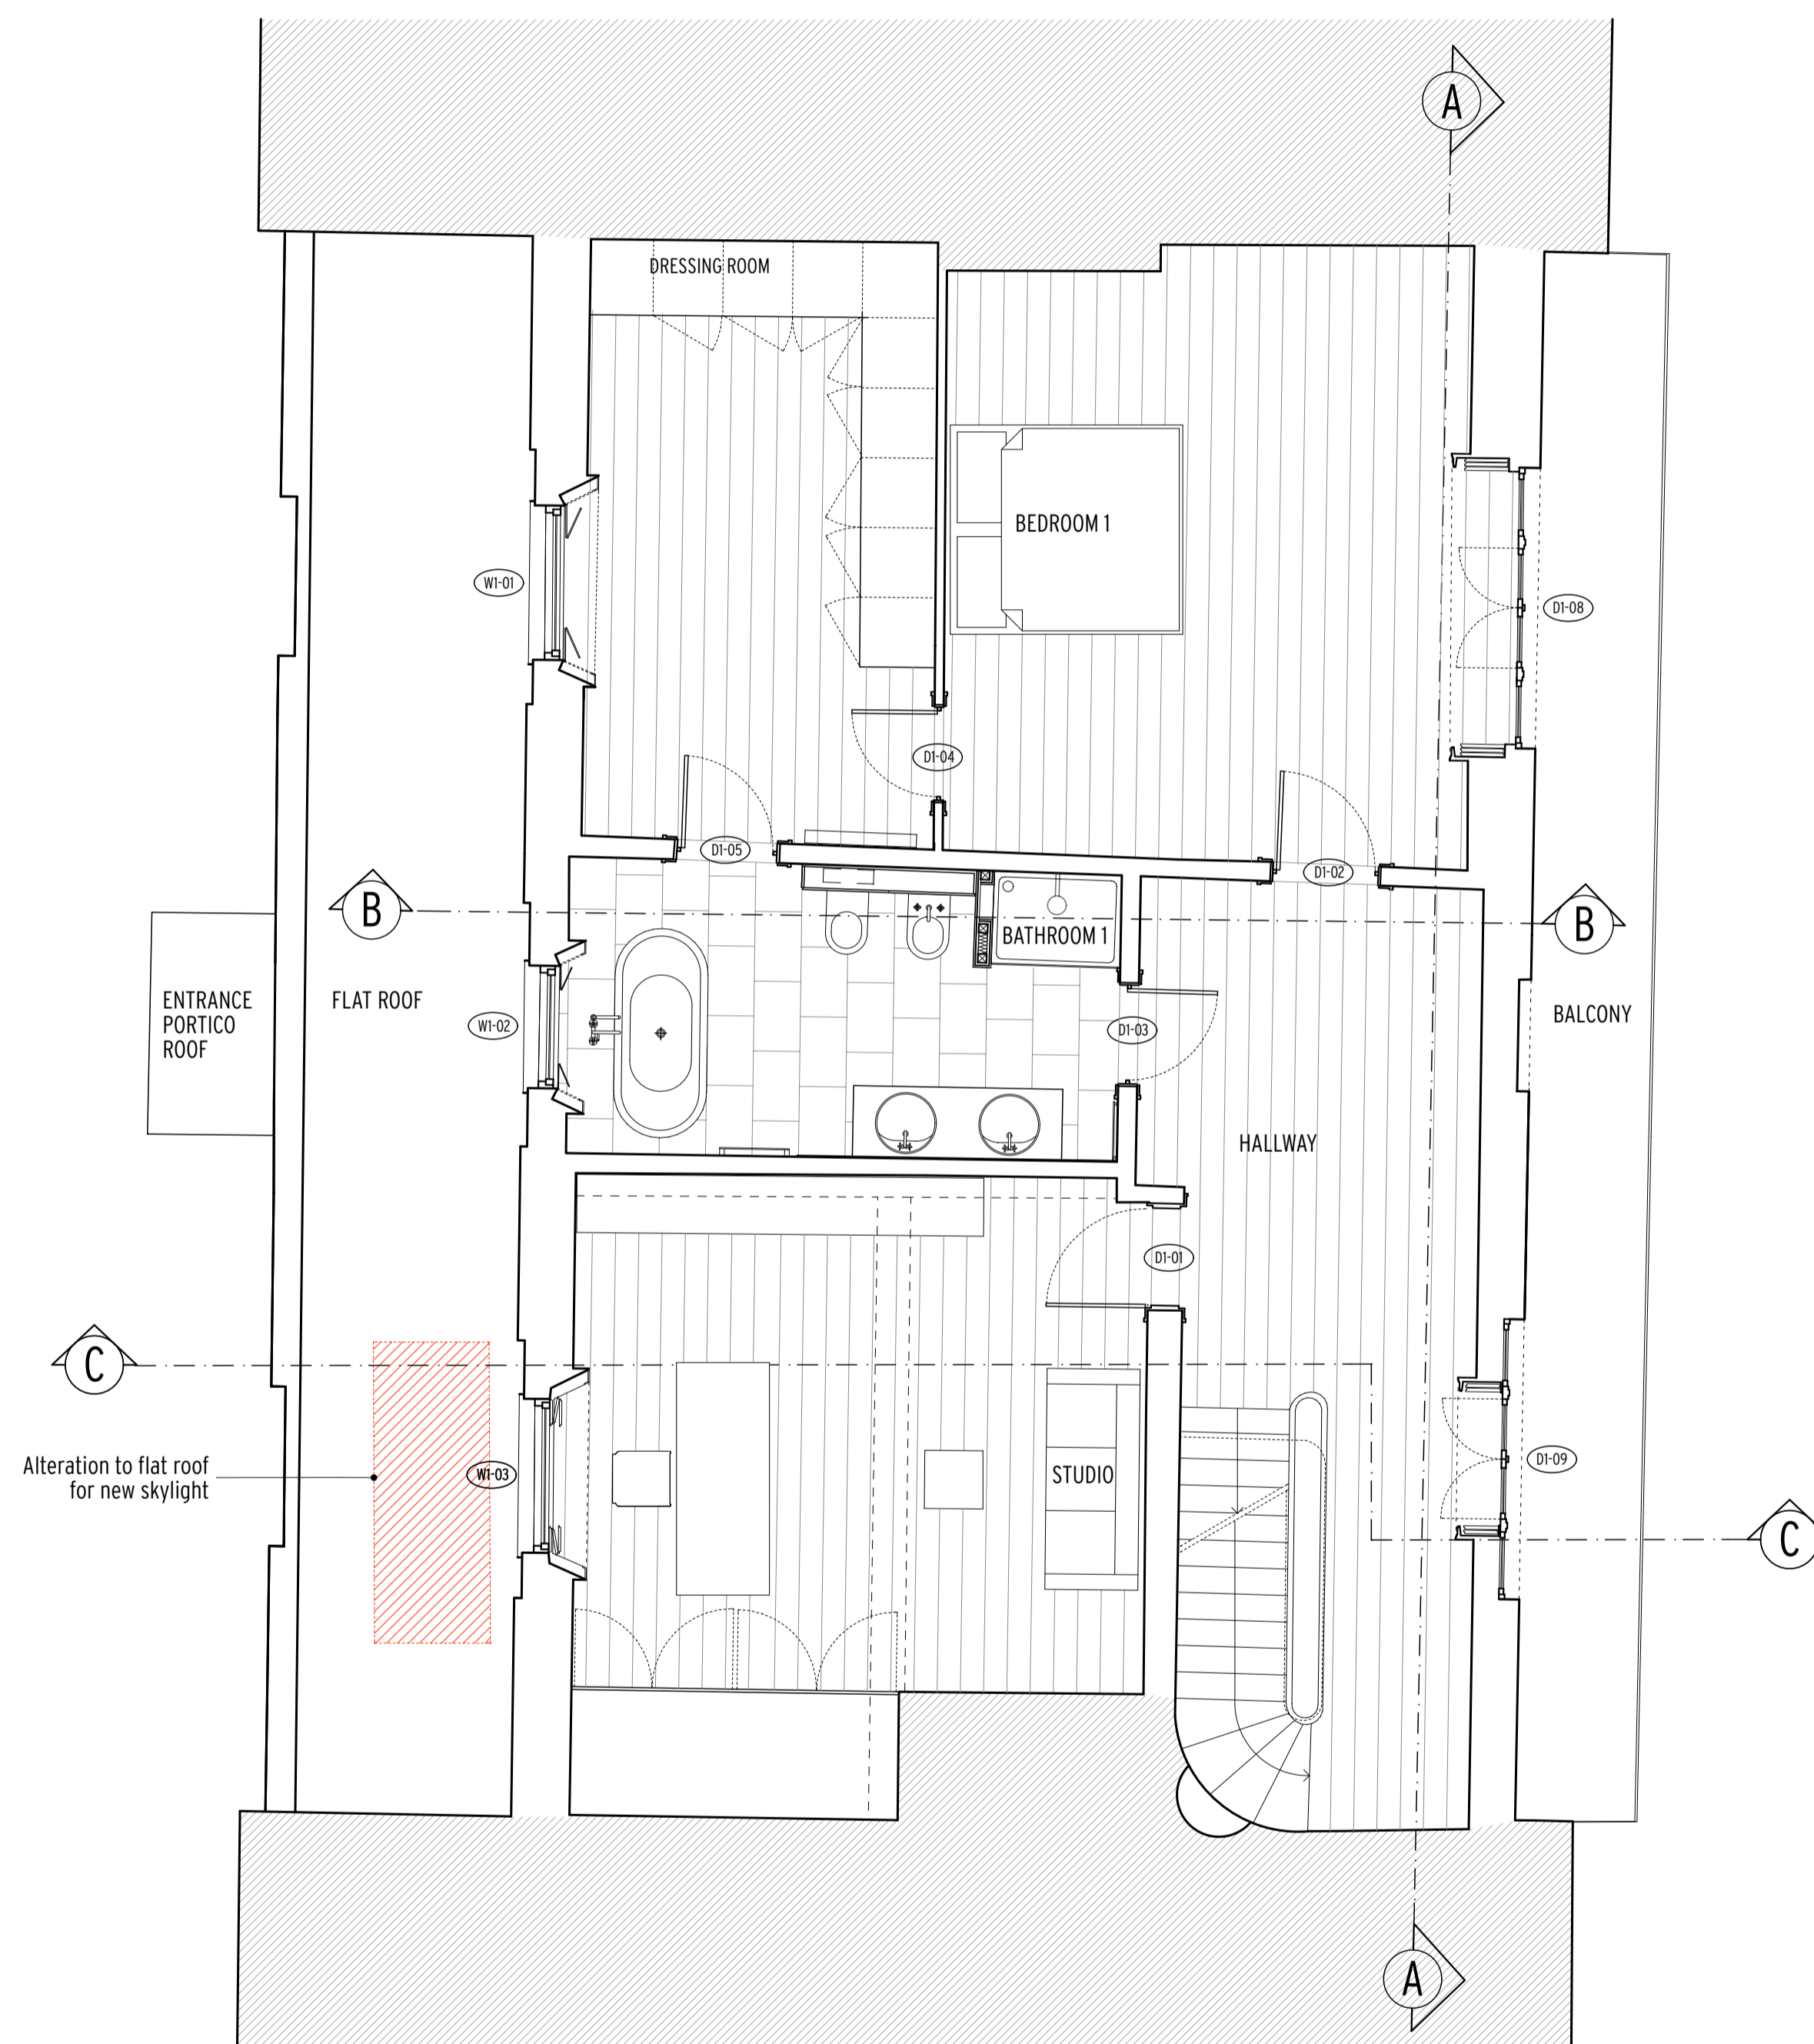 A
DRESSING ROOM
BEDROOM 1
W1-01
D1-08
D1-04
D1-05
D1-02
B
B
BATHROOM 1
ENTRANCE
PORTICO
ROOF
FLAT ROOF
W1-02
D1-03
BALCONY
HALLWAY
D1-01
C
Alteration to flat roof
for new skylight
W1-03
STUDIO
D1-09
C
A